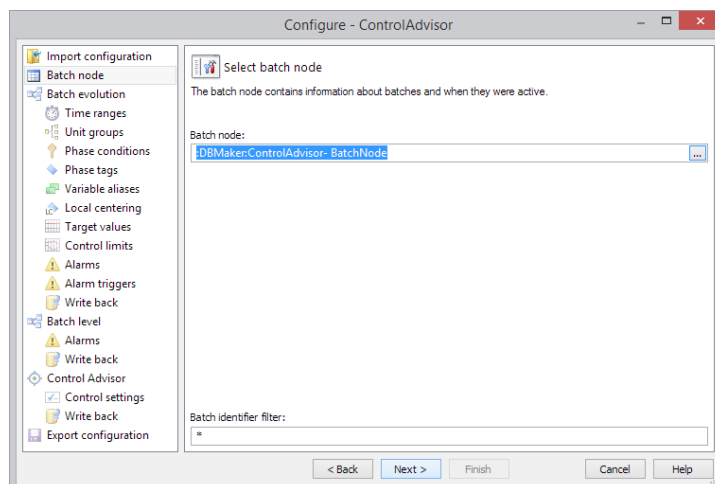 Configure - ControlAdvisor
Import configuration
Batch node
Batch evolution
Time ranges
Unit groups
Phase conditions
Phase tags
Variable aliases
LC
Local centering
Target values
Control limits
Alarms
Alarm triggers
Write back
Batch level
Alarms
Write back
Control Advisor
Control settings
Write back
Export configuration
Select batch node
The batch node contains information about batches and when they were active.
Batch node:
:DBMaker:ControlAdvisor- BatchNode
...
Batch identifier filter:
*
< Back
Next >
Finish
Cancel
Help